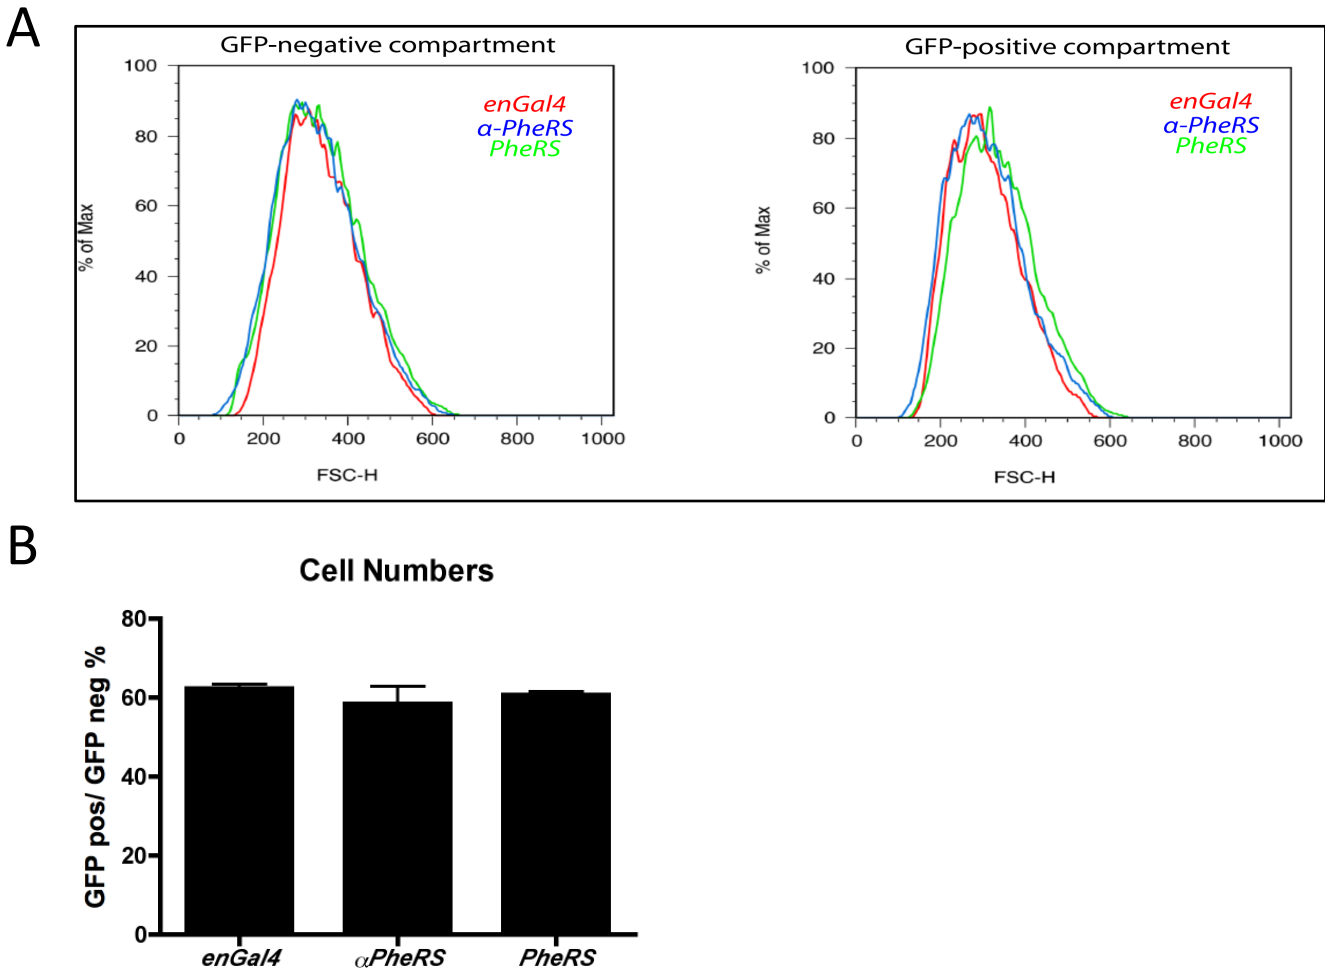 A
GFP-negative compartment
100
80
60
40
20
0
% of Max
enGal4
α-PheRS
PheRS
0 200 400 600 800 1000
FSC-H
GFP-positive compartment
100
80
60
40
20
0
% of Max
enGal4
α-PheRS
PheRS
0 200 400 600 800 1000
FSC-H
B
Cell Numbers
80
60
40
20
0
GFP pos/ GFP neg %
enGal4 αPheRS PheRS